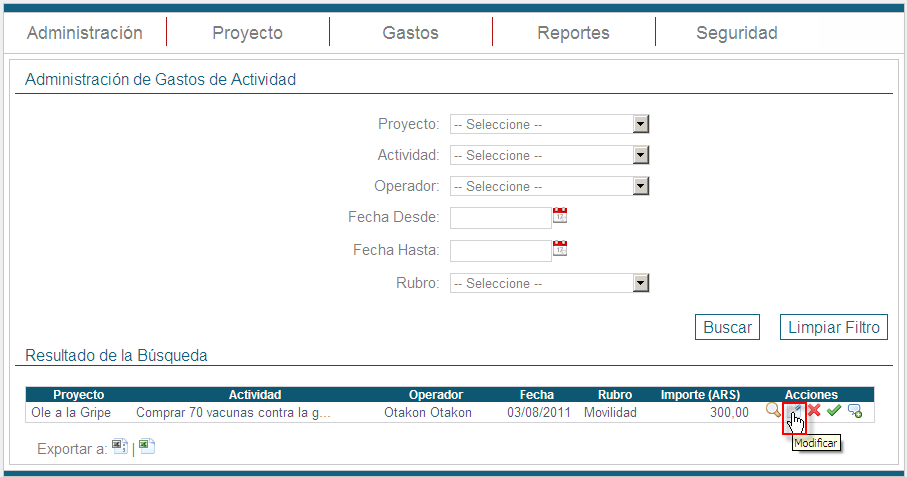 Administración Proyecto Gastos Reportes Seguridad
Administración de Gastos de Actividad
Proyecto: -- Seleccione --
Actividad: -- Seleccione --
Operador: -- Seleccione --
Fecha Desde:
Fecha Hasta:
Rubro: -- Seleccione --
Buscar Limpiar Filtro
Resultado de la Búsqueda
Proyecto Actividad Operador Fecha Rubro Importe (ARS) Acciones
Ole a la Gripe Comprar 70 vacunas contra la g... Otakon Otakon 03/08/2011 Movilidad 300,00
Modificar
Exportar a: |